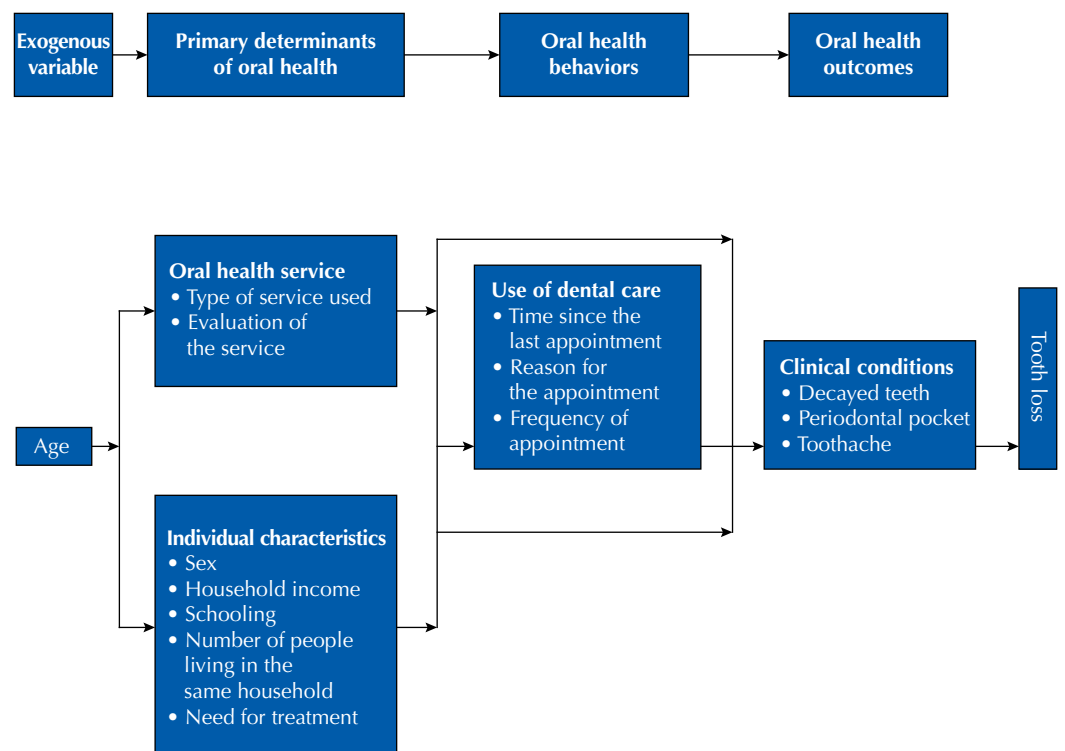 Exogenous
variable
Primary determinants
of oral health
Oral health
behaviors
Oral health
outcomes
Age
Oral health service
• Type of service used
• Evaluation of
the service
Individual characteristics
• Sex
• Household income
• Schooling
• Number of people
living in the
same household
• Need for treatment
Use of dental care
• Time since the
last appointment
• Reason for
the appointment
• Frequency of
appointment
Clinical conditions
• Decayed teeth
• Periodontal pocket
• Toothache
Tooth loss